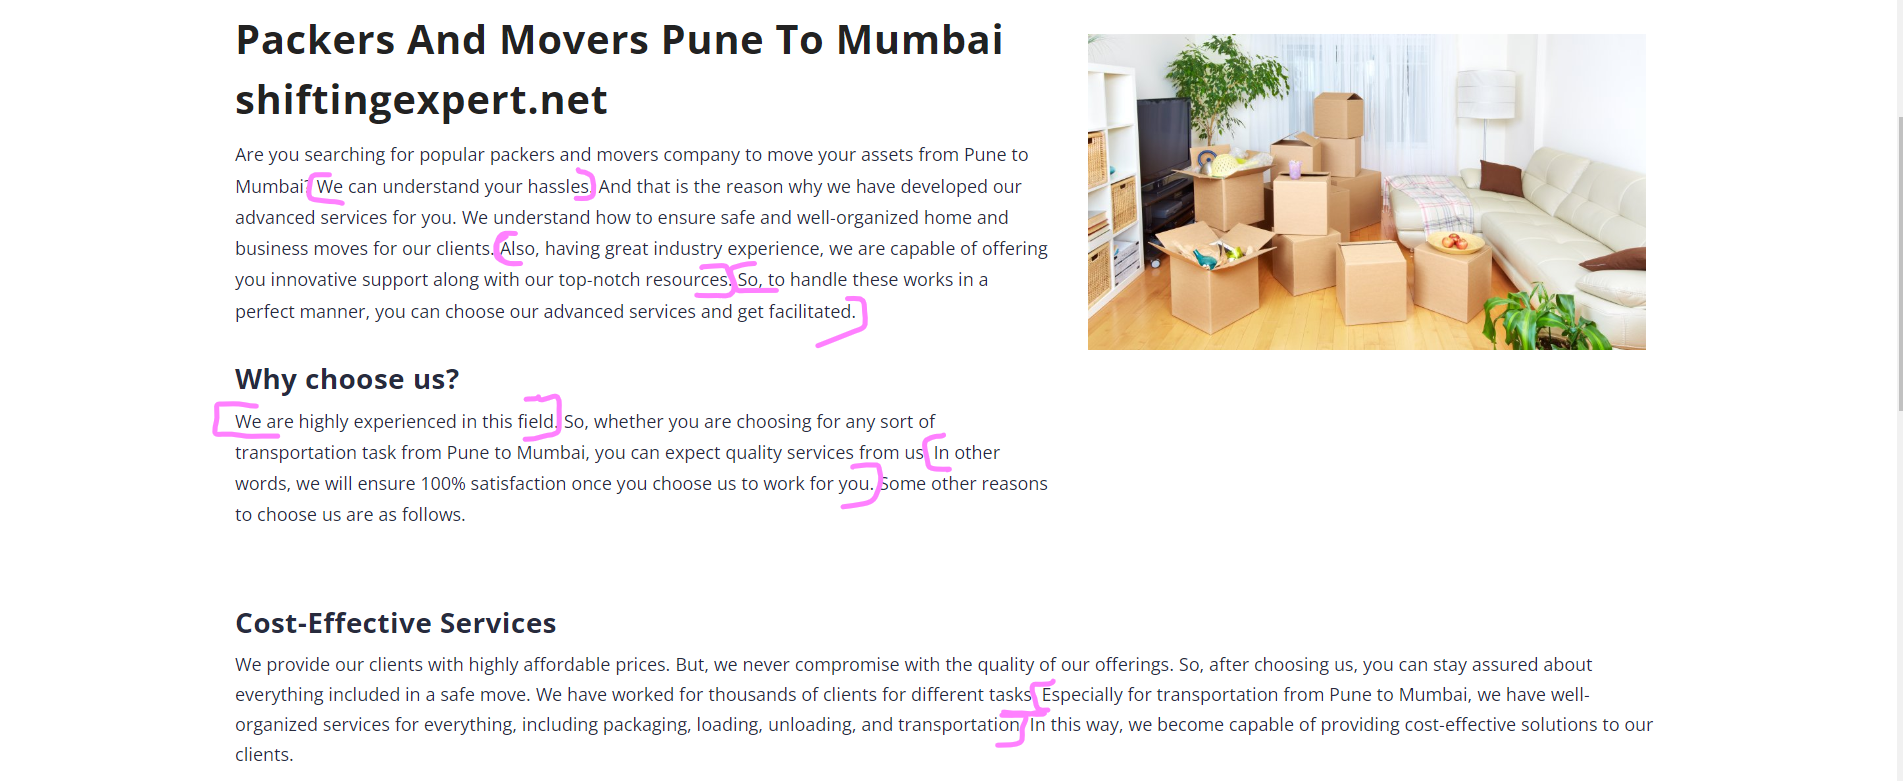 Packers And Movers Pune To Mumbai
shiftingexpert.net
Are you searching for popular packers and movers company to move your assets from Pune to
Mumbai? We can understand your hassles. And that is the reason why we have developed our
advanced services for you. We understand how to ensure safe and well-organized home and
business moves for our clients. Also, having great industry experience, we are capable of offering
you innovative support along with our top-notch resources. So, to handle these works in a
perfect manner, you can choose our advanced services and get facilitated.
Why choose us?
We are highly experienced in this field. So, whether you are choosing for any sort of
transportation task from Pune to Mumbai, you can expect quality services from us. In other
words, we will ensure 100% satisfaction once you choose us to work for you. Some other reasons
to choose us are as follows.
Cost-Effective Services
We provide our clients with highly affordable prices. But, we never compromise with the quality of our offerings. So, after choosing us, you can stay assured about
everything included in a safe move. We have worked for thousands of clients for different tasks. Especially for transportation from Pune to Mumbai, we have well-
organized services for everything, including packaging, loading, unloading, and transportation. In this way, we become capable of providing cost-effective solutions to our
clients.